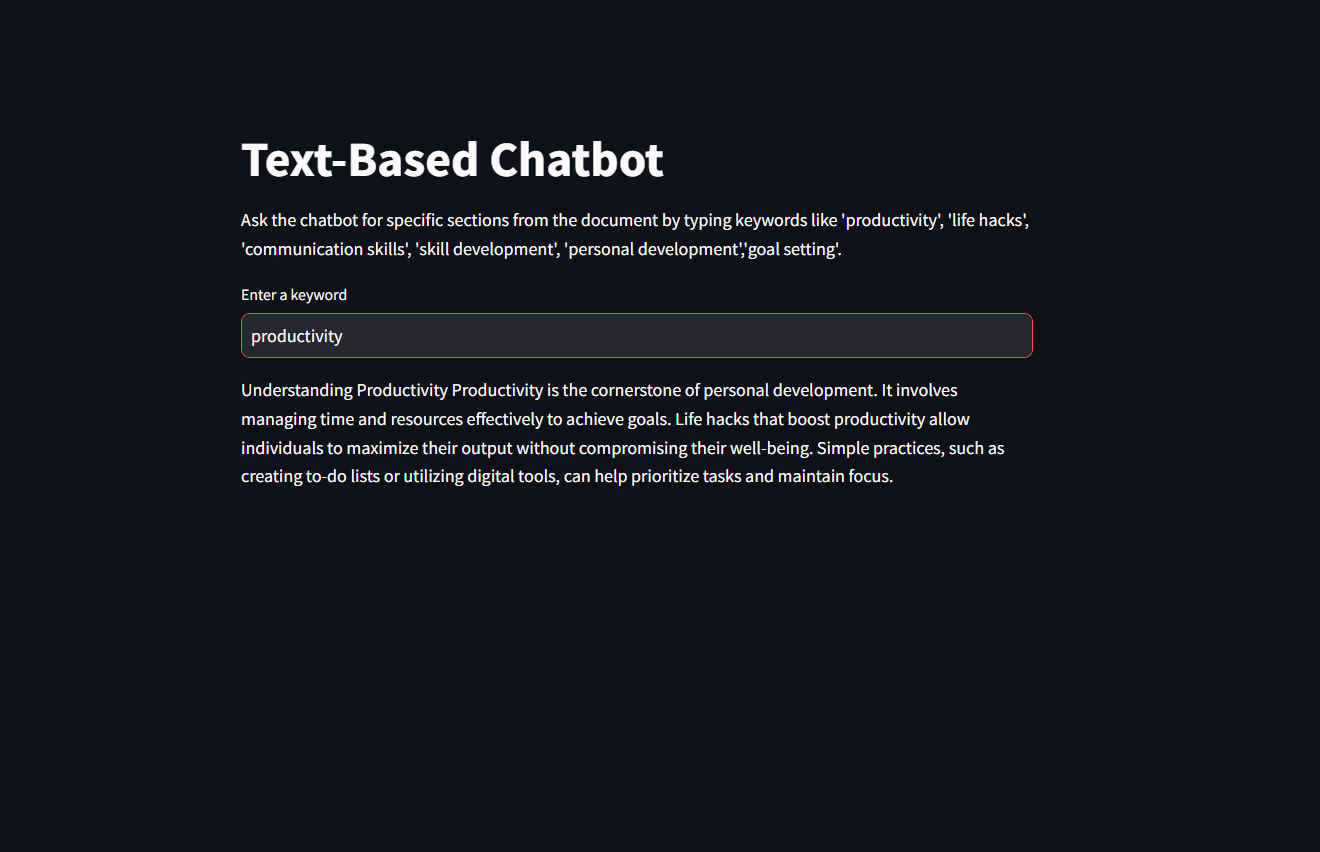 Text-Based Chatbot
Ask the chatbot for specific sections from the document by typing keywords like 'productivity', 'life hacks',
'communication skills', 'skill development', 'personal development','goal setting'.
Enter a keyword
productivity
Understanding Productivity Productivity is the cornerstone of personal development. It involves
managing time and resources effectively to achieve goals. Life hacks that boost productivity allow
individuals to maximize their output without compromising their well-being. Simple practices, such as
creating to-do lists or utilizing digital tools, can help prioritize tasks and maintain focus.